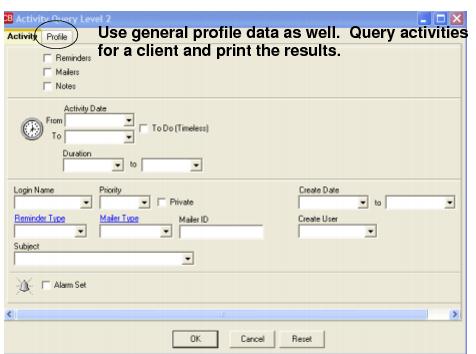 CB Activity Query Level 2
Use general profile data as well. Query activities
for a client and print the results.
Activity Profile
Reminders
Mailers
Notes
Activity Date
From
To Do (Timeless)
To
Duration
to
Login Name Priority Private Create Date
to
Reminder Type Mailer Type Mailer ID Create User
Subject
Alarm Set
OK Cancel Reset